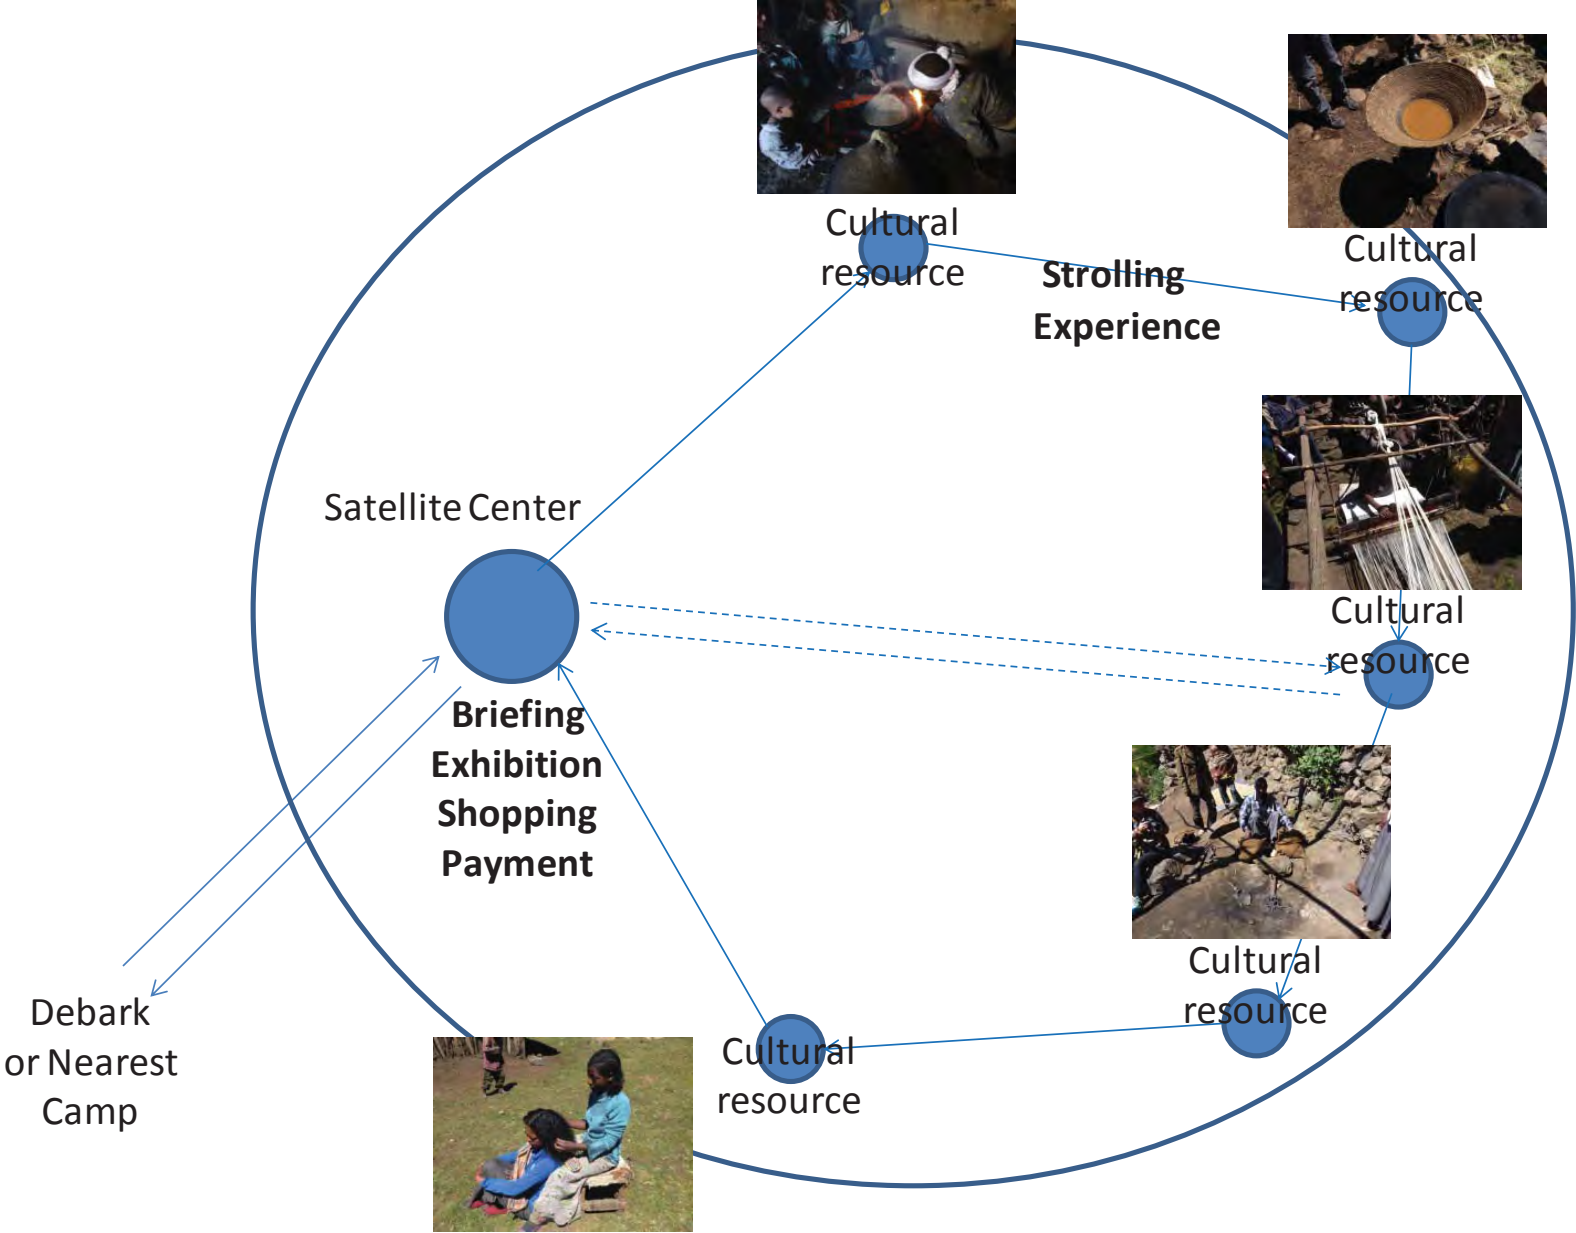 Cultural
resource
Cultural
resource
Strolling
Experience
Satellite Center
Cultural
resource
Briefing
Exhibition
Shopping
Payment
Cultural
resource
Debark
or Nearest
Camp
Cultural
resource